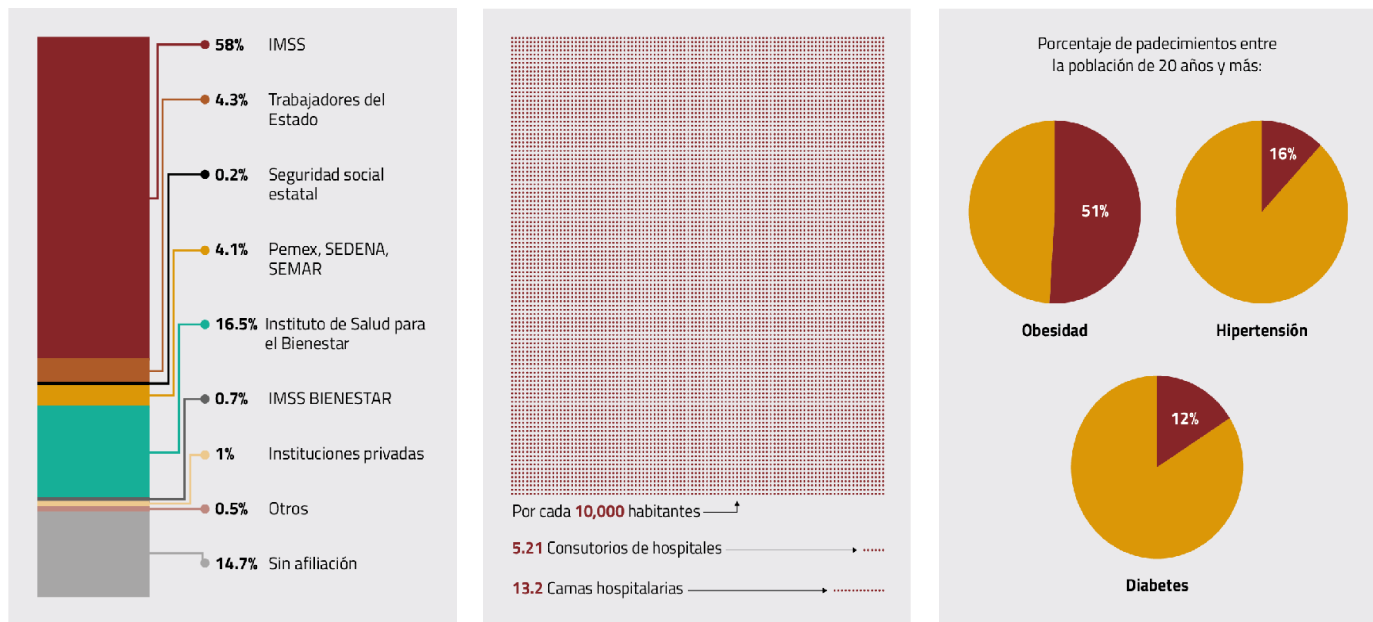 58% IMSS
4.3% Trabajadores del
Estado
0.2% Seguridad social
estatal
4.1% Pemex, SEDENA,
SEMAR
16.5% Instituto de Salud para
el Bienestar
0.7% IMSS BIENESTAR
1% Instituciones privadas
0.5% Otros
14.7% Sin afiliación
Por cada 10,000 habitantes
5.21 Consutorios de hospitales
13.2 Camas hospitalarias
Porcentaje de padecimientos entre
la población de 20 años y más:
51%
Obesidad
16%
Hipertensión
12%
Diabetes